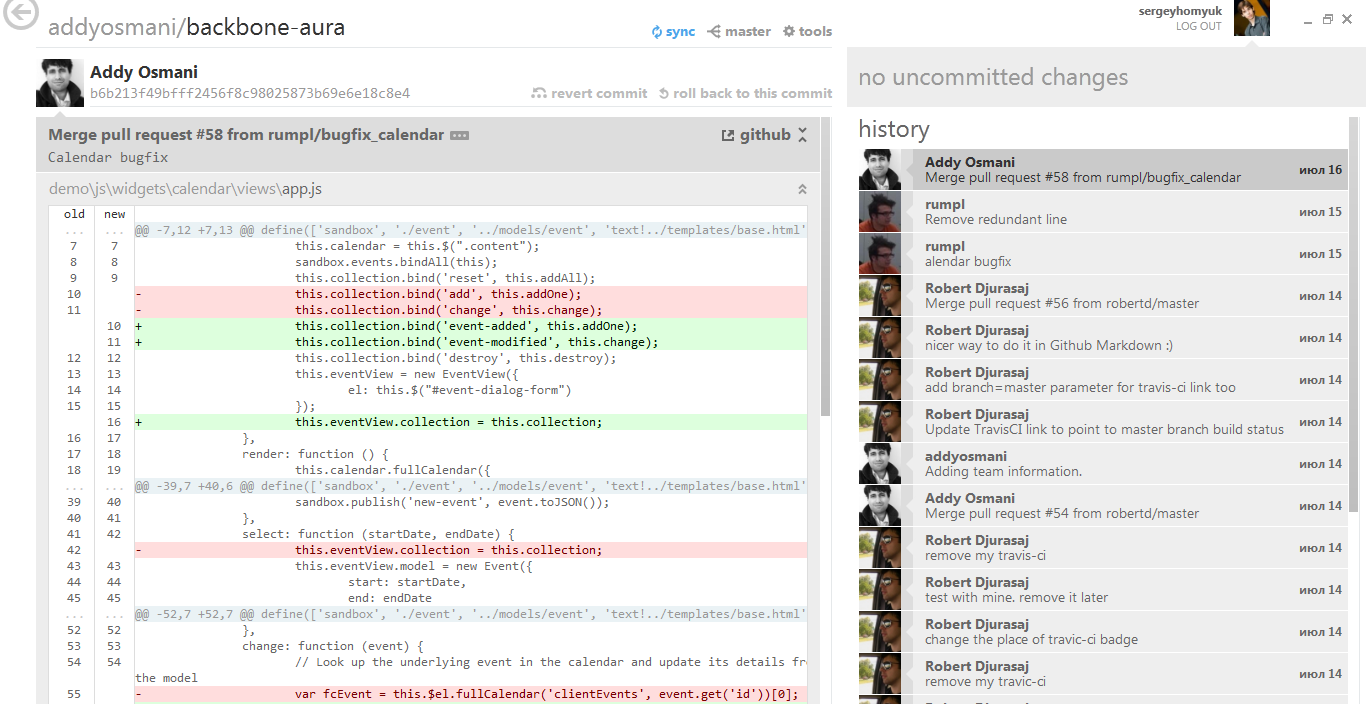 addyosmani/backbone-aura
sync master tools
sergeyhomyuk
LOG OUT
Addy Osmani
b6b213f49bfff2456f8c98025873b69e6e18c8e4
revert commit roll back to this commit
Merge pull request #58 from rumpl/bugfix_calendar
github
Calendar bugfix
demo\js\widgets\calendar\views\app.js
old new
... ... @@ -7,12 +7,13 @@ define(['sandbox', './event', '../models/event', 'text!../templates/base.html'
7 7 this.calendar = this.$(".content");
8 8 sandbox.events.bindAll(this);
9 9 this.collection.bind('reset', this.addAll);
10 - this.collection.bind('add', this.addOne);
11 - this.collection.bind('change', this.change);
10 + this.collection.bind('event-added', this.addOne);
11 + this.collection.bind('event-modified', this.change);
12 12 this.collection.bind('destroy', this.destroy);
13 13 this.eventView = new EventView({
14 14 el: this.$("#event-dialog-form")
15 15 });
16 + this.eventView.collection = this.collection;
16 17 },
17 18 render: function () {
18 19 this.calendar.fullCalendar({
... ... @@ -39,7 +40,6 @@ define(['sandbox', './event', '../models/event', 'text!../templates/base.html'
39 40 sandbox.publish('new-event', event.toJSON());
40 41 },
41 42 select: function (startDate, endDate) {
42 - this.eventView.collection = this.collection;
43 43 this.eventView.model = new Event({
44 44 start: startDate,
45 45 end: endDate
... ... @@ -52,7 +52,7 @@ define(['sandbox', './event', '../models/event', 'text!../templates/base.html'
52 52 },
53 53 change: function (event) {
54 54 // Look up the underlying event in the calendar and update its details fr
the model
55 - var fcEvent = this.$el.fullCalendar('clientEvents', event.get('id'))[0];
no uncommitted changes
history
Addy Osmani
Merge pull request #58 from rumpl/bugfix_calendar
июл 16
rumpl
Remove redundant line
июл 15
rumpl
alendar bugfix
июл 15
Robert Djurasaj
Merge pull request #56 from robertd/master
июл 14
Robert Djurasaj
nicer way to do it in Github Markdown :)
июл 14
Robert Djurasaj
add branch=master parameter for travis-ci link too
июл 14
Robert Djurasaj
Update TravisCI link to point to master branch build status
июл 14
addyosmani
Adding team information.
июл 14
Addy Osmani
Merge pull request #54 from robertd/master
июл 14
Robert Djurasaj
remove my travis-ci
июл 14
Robert Djurasaj
test with mine. remove it later
июл 14
Robert Djurasaj
change the place of travic-ci badge
июл 14
Robert Djurasaj
remove my travic-ci
июл 14